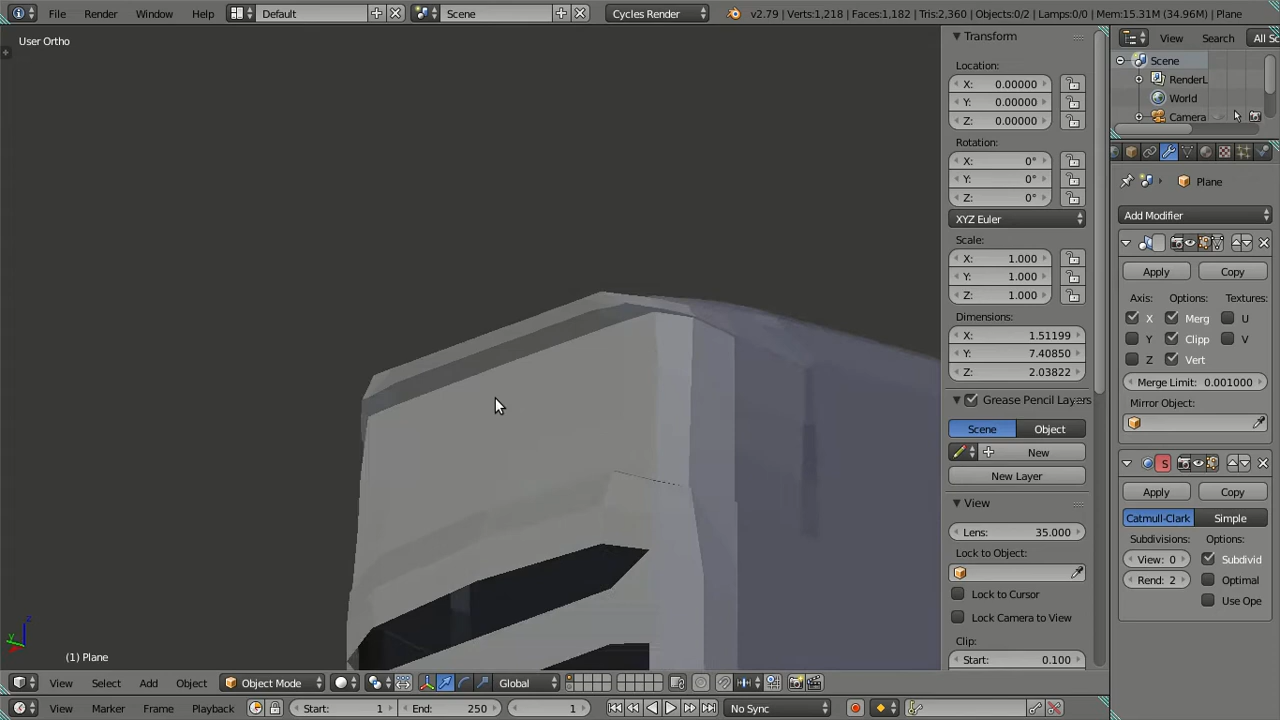 File Render Window Help Default Scene Cycles Render v2.79 | Verts:1,218 | Faces:1,182 | Tris:2,360 | Objects:0/2 | Lamps:0/0 | Mem:15.31M (34.96M) | Plane
User Ortho
Transform
Location:
X: 0.00000
Y: 0.00000
Z: 0.00000
Rotation:
X: 0°
Y: 0°
Z: 0°
XYZ Euler
Scale:
X: 1.000
Y: 1.000
Z: 1.000
Dimensions:
X: 1.51199
Y: 7.40850
Z: 2.03822
Grease Pencil Layers
Scene Object
New
New Layer
View
Lens: 35.000
Lock to Object:
Lock to Cursor
Lock Camera to View
Clip:
Start: 0.100
View Search All Sc
Scene
RenderL
World
Camera
Plane
Add Modifier
Apply Copy
Axis: Options: Textures:
X Merg U
Y Clipp V
Z Vert
Merge Limit: 0.001000
Mirror Object:
S
Apply Copy
Catmull-Clark Simple
Subdivisions: Options:
View: 0 Subdivid
Rend: 2 Optimal
Use Ope
z
y
(1) Plane
View Select Add Object Object Mode Global
View Marker Frame Playback Start: 1 End: 250 1 No Sync